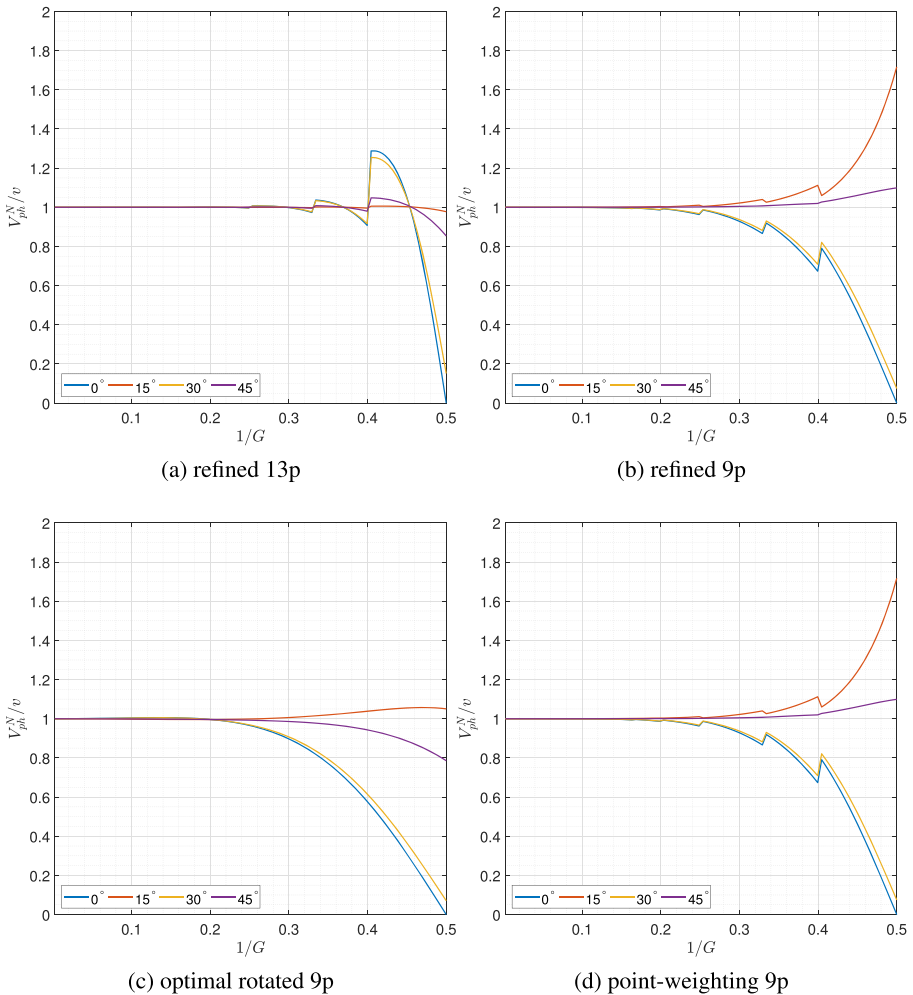 2
1.8
1.6
1.4
1.2
1
0.8
0.6
0.4
0.2
0
V_{ph}^N/v
0° 15° 30° 45°
0.1 0.2 0.3 0.4 0.5
1/G
(a) refined 13p
2
1.8
1.6
1.4
1.2
1
0.8
0.6
0.4
0.2
0
V_{ph}^N/v
0° 15° 30° 45°
0.1 0.2 0.3 0.4 0.5
1/G
(b) refined 9p
2
1.8
1.6
1.4
1.2
1
0.8
0.6
0.4
0.2
0
V_{ph}^N/v
0° 15° 30° 45°
0.1 0.2 0.3 0.4 0.5
1/G
(c) optimal rotated 9p
2
1.8
1.6
1.4
1.2
1
0.8
0.6
0.4
0.2
0
V_{ph}^N/v
0° 15° 30° 45°
0.1 0.2 0.3 0.4 0.5
1/G
(d) point-weighting 9p